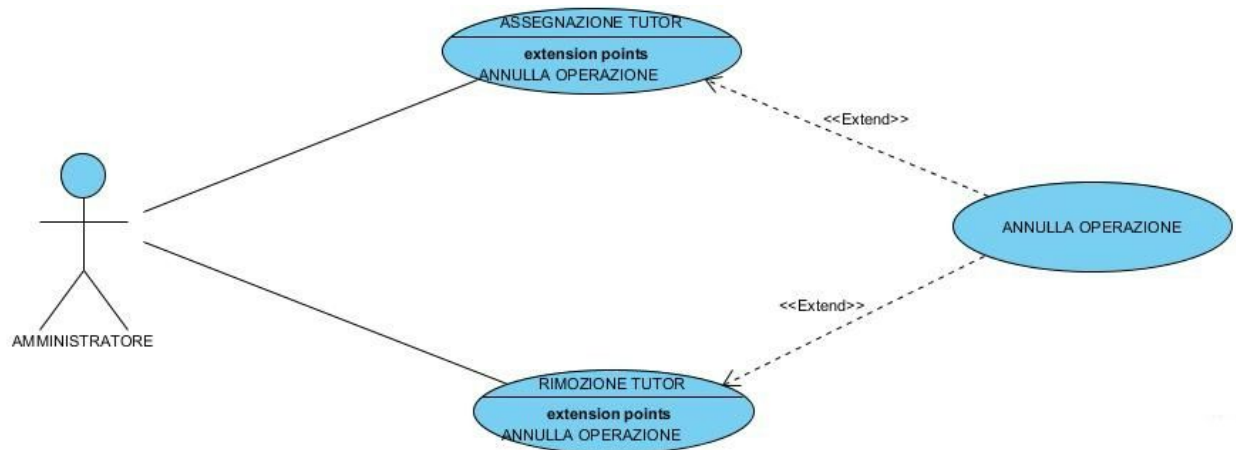 ASSEGNAZIONE TUTOR
extension points
ANNULLA OPERAZIONE
<<Extend>>
ANNULLA OPERAZIONE
<<Extend>>
AMMINISTRATORE
RIMOZIONE TUTOR
extension points
ANNULLA OPERAZIONE